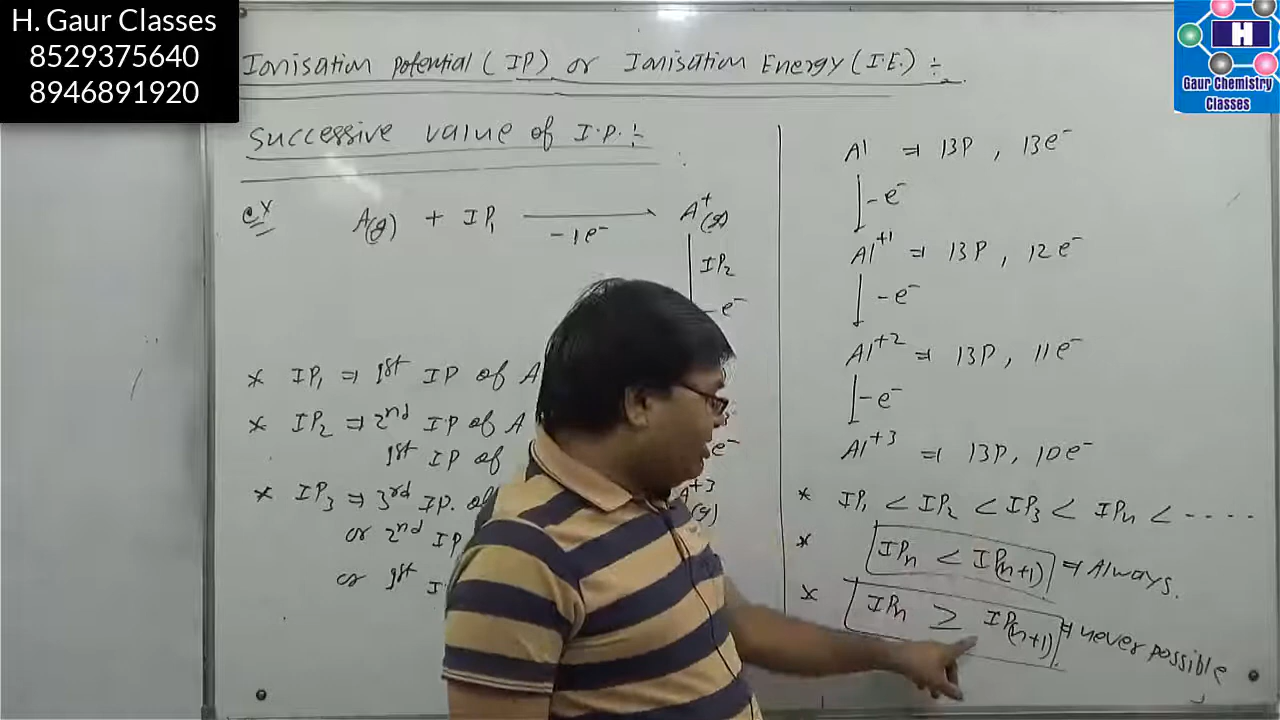 H. Gaur Classes
8529375640
8946891920
H
Gaur Chemistry
Classes
Ionisation potential (IP) or Ionisation Energy (I.E.) ÷
Successive value of I.P. ÷
ex A(g) + IP₁ ⟶ A⁺(g)
-1e⁻
IP₂
-e⁻
* IP₁ ⇒ 1st IP of A
* IP₂ ⇒ 2nd IP of A
1st IP of
* IP₃ ⇒ 3rd IP. of
or 2nd IP
or 1st I
e⁻
+3
(g)
Al ⇒ 13P, 13e⁻
-e⁻
Al⁺¹ ⇒ 13P, 12e⁻
-e⁻
Al⁺² ⇒ 13P, 11e⁻
-e⁻
Al⁺³ ⇒ 13P, 10e⁻
* IP₁ < IP₂ < IP₃ < IPn < ----
* IPn < IP(n+1) ⇒ Always.
* IPn ≥ IP(n+1) ⇒ never possible